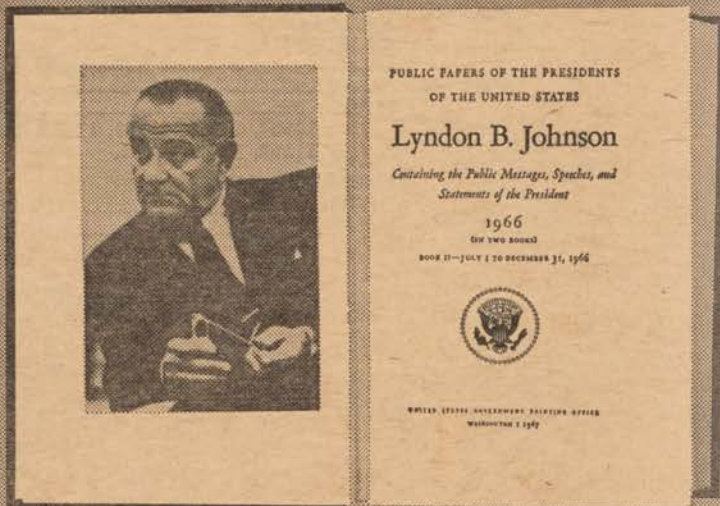 PUBLIC PAPERS OF THE PRESIDENTS
OF THE UNITED STATES
Lyndon B. Johnson
Containing the Public Messages, Speeches, and
Statements of the President
1966
(IN TWO BOOKS)
BOOK II—JULY 1 TO DECEMBER 31, 1966
UNITED STATES GOVERNMENT PRINTING OFFICE
WASHINGTON : 1967